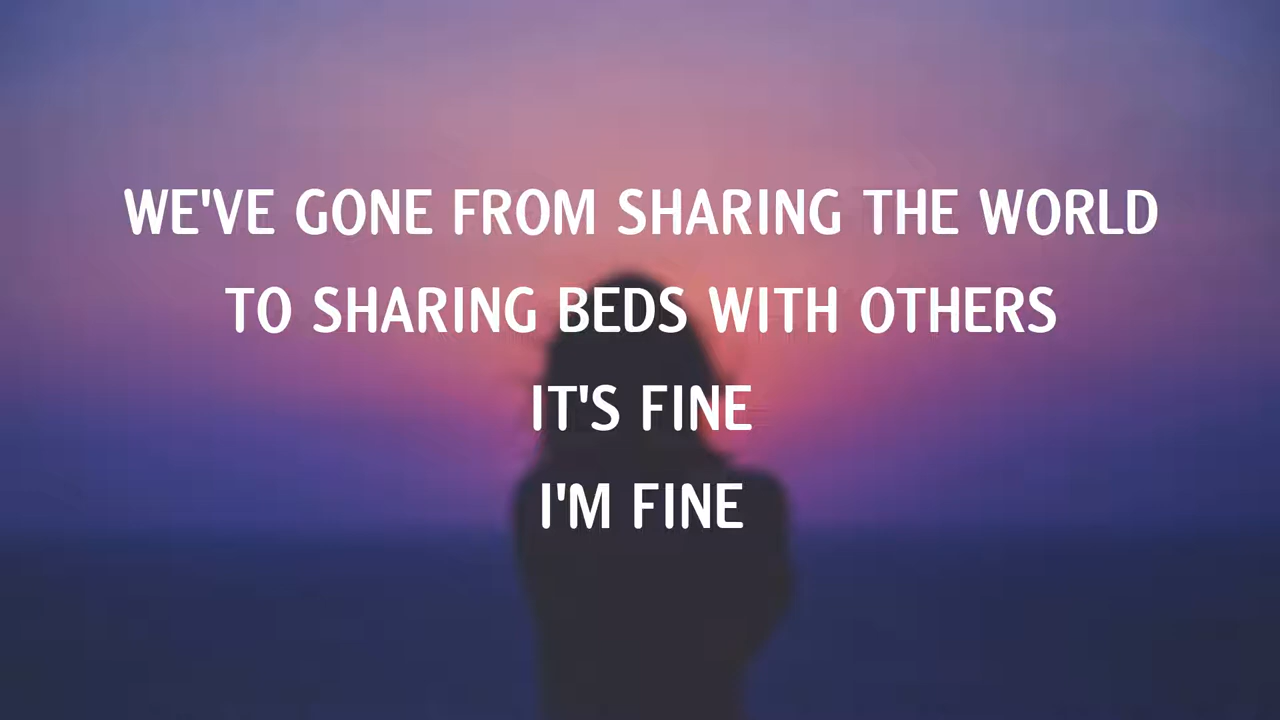 WE'VE GONE FROM SHARING THE WORLD
TO SHARING BEDS WITH OTHERS
IT'S FINE
I'M FINE